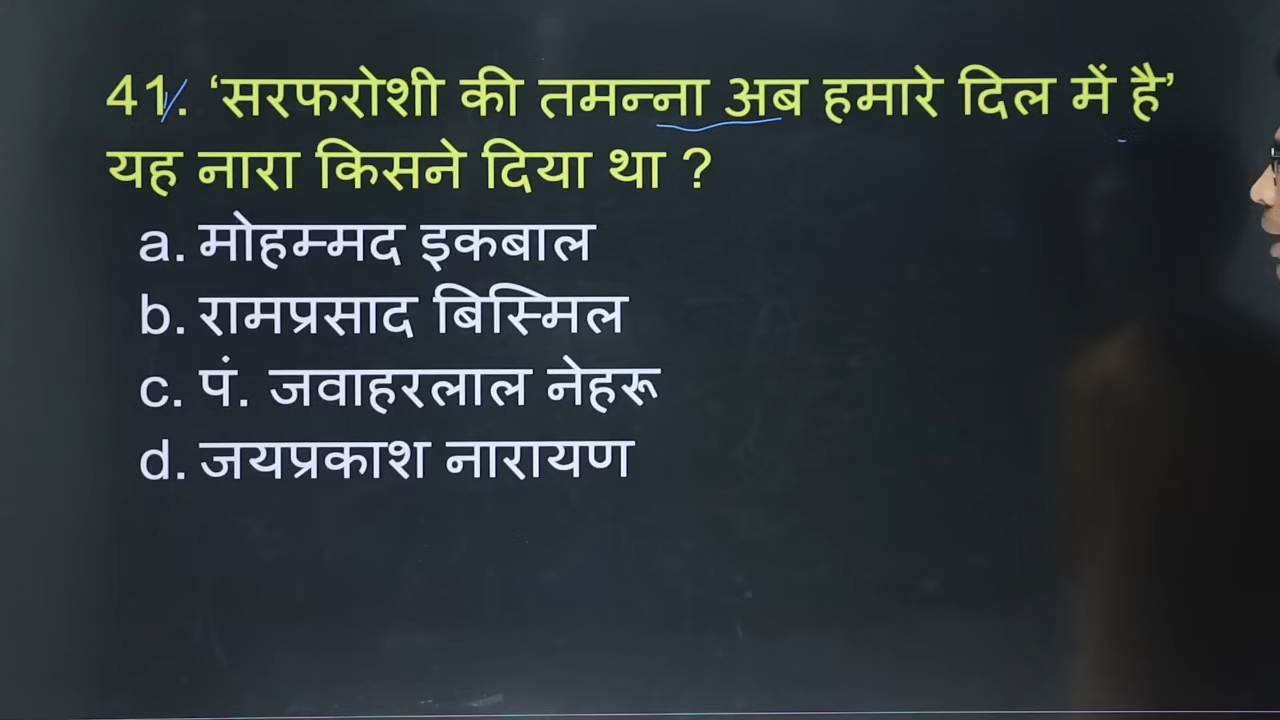 41. ‘सरफरोशी की तमन्ना अब हमारे दिल में है’
यह नारा किसने दिया था ?
a. मोहम्मद इकबाल
b. रामप्रसाद बिस्मिल
c. पं. जवाहरलाल नेहरू
d. जयप्रकाश नारायण